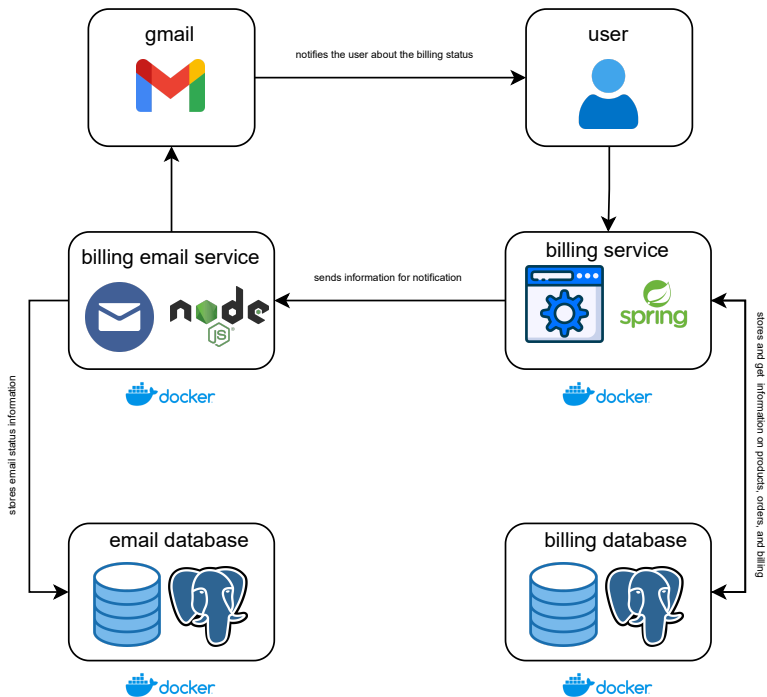 gmail
user
notifies the user about the billing status
billing email service
node
JS
billing service
spring
sends information for notification
docker
docker
stores email status information
stores and get information on products, orders, and billing
email database
billing database
docker
docker